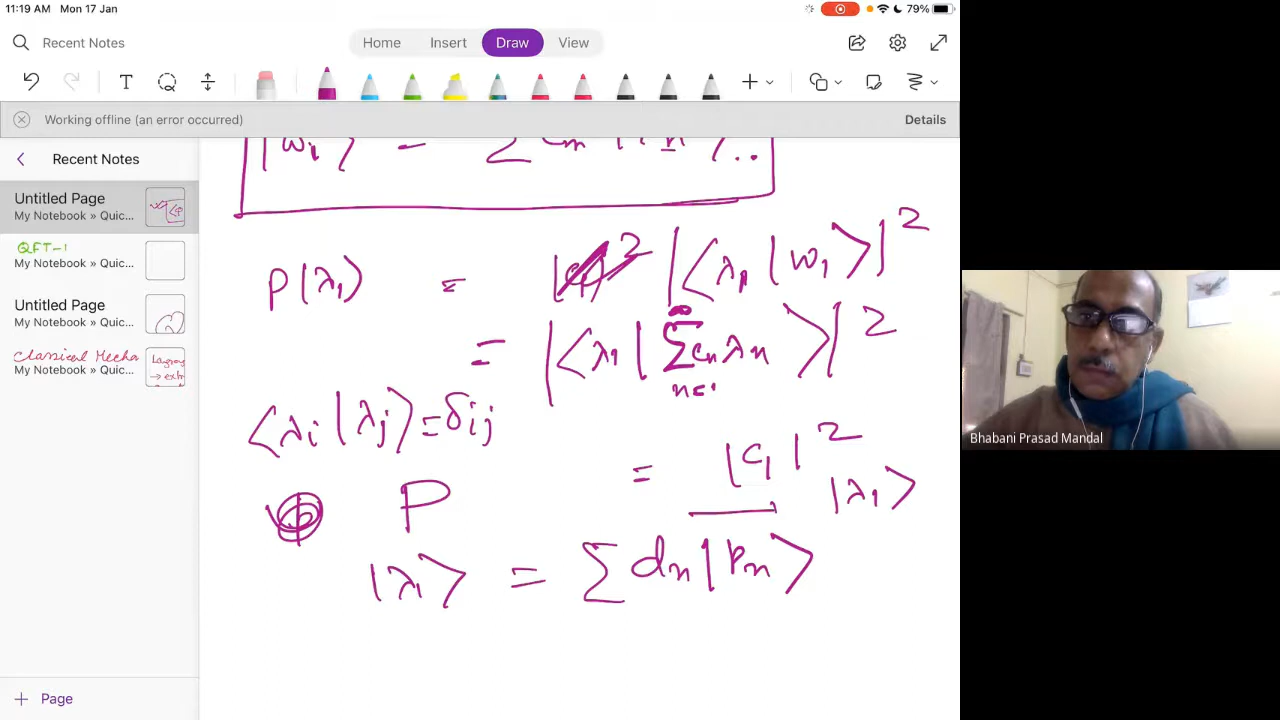 11:19 AM Mon 17 Jan
79%
Recent Notes
Home Insert Draw View
Working offline (an error occurred)
Details
Recent Notes
Untitled Page
My Notebook » Quic...
QFT-1
My Notebook » Quic...
Untitled Page
My Notebook » Quic...
Classical Mecha
My Notebook » Quic...
+ Page
P(λ₁) = |⟨λ₁|ω₁⟩|²
= |⟨λ₁| ∑ cₙ λₙ ⟩|²
⟨λᵢ|λⱼ⟩ = δᵢⱼ
= |c₁|²
P |λ₁⟩
|λ₁⟩ = ∑ dₙ |pₙ⟩
Bhabani Prasad Mandal